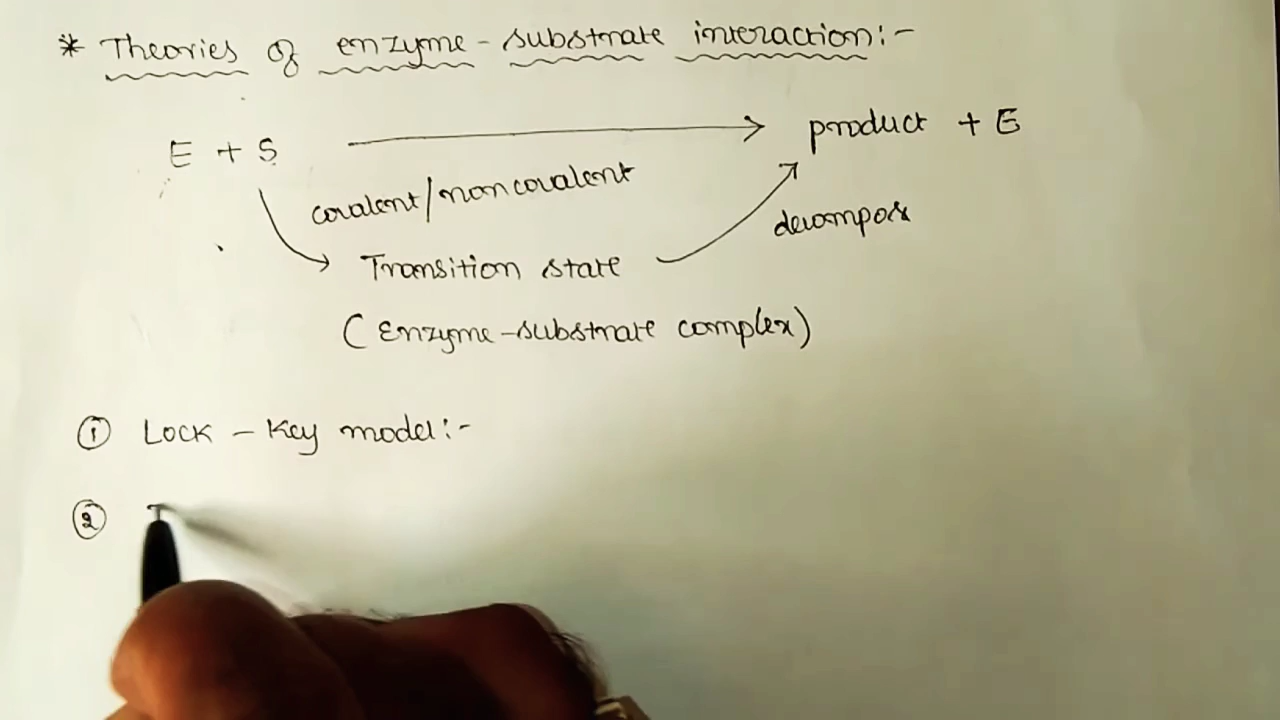 * Theories of enzyme - substrate interaction:-
E + S → product + E
covalent/noncovalent
decompose
Transition state
(Enzyme-substrate complex)
① Lock - Key model:-
②